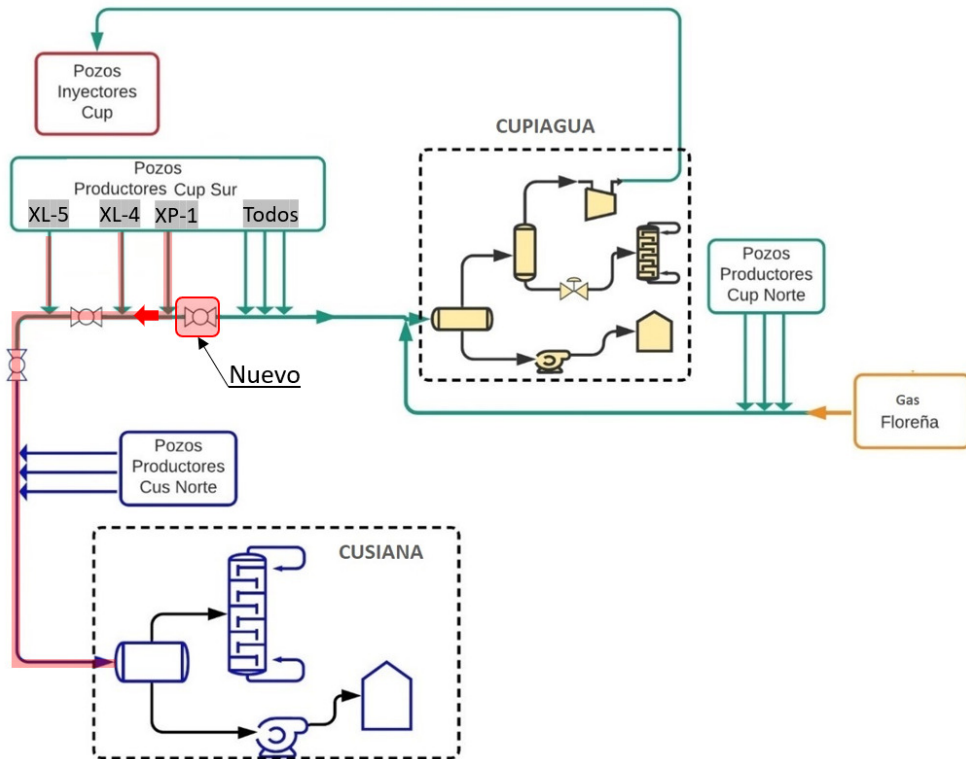 Pozos
Inyectores
Cup
CUPIAGUA
Pozos
Productores Cup Sur
XL-5 XL-4 XP-1 Todos
Pozos
Productores
Cup Norte
Nuevo
Gas
Floreña
Pozos
Productores
Cus Norte
CUSIANA